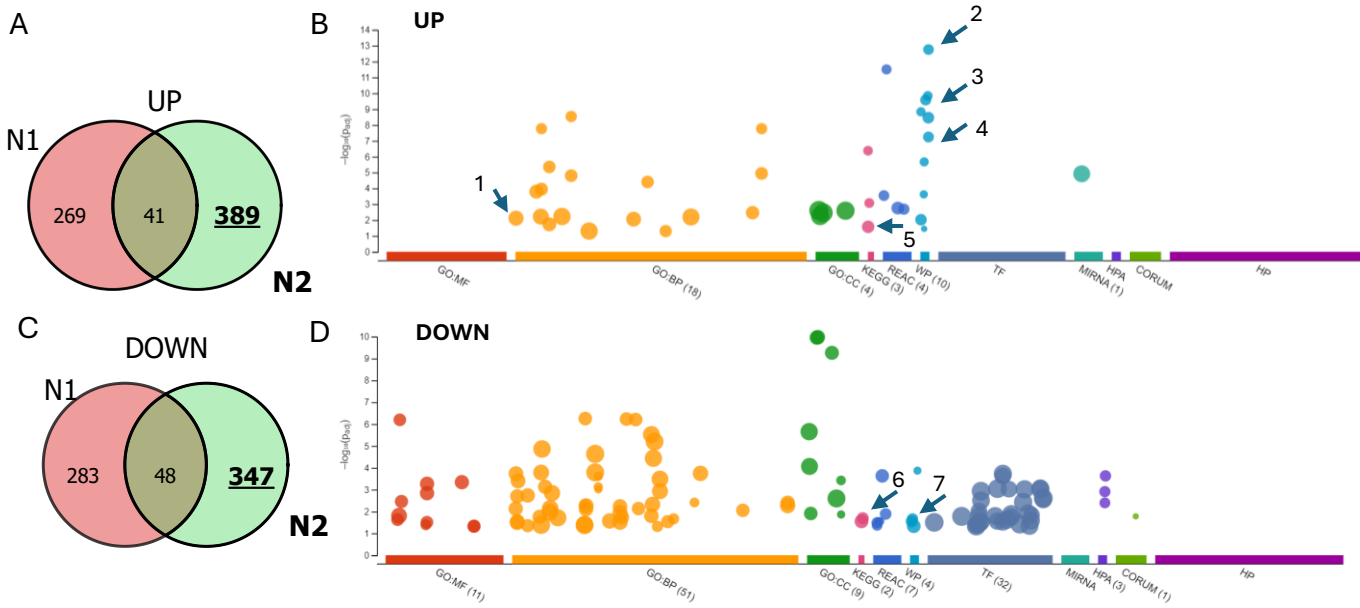 A
UP
N1
269
41
389
N2
B
UP
14
13
12
11
10
9
8
7
6
5
4
3
2
1
0
-log₁₀(p_adj)
1
2
3
4
5
GO:MF
GO:BP (18)
GO:CC (4)
KEGG (3)
REAC (4)
WP (10)
TF
MIRNA (1)
HPA
CORUM
HP
C
DOWN
N1
283
48
347
N2
D
DOWN
10
9
8
7
6
5
4
3
2
1
0
-log₁₀(p_adj)
6
7
GO:MF (11)
GO:BP (51)
GO:CC (9)
KEGG (2)
REAC (7)
WP (4)
TF (32)
MIRNA
HPA (3)
CORUM (1)
HP